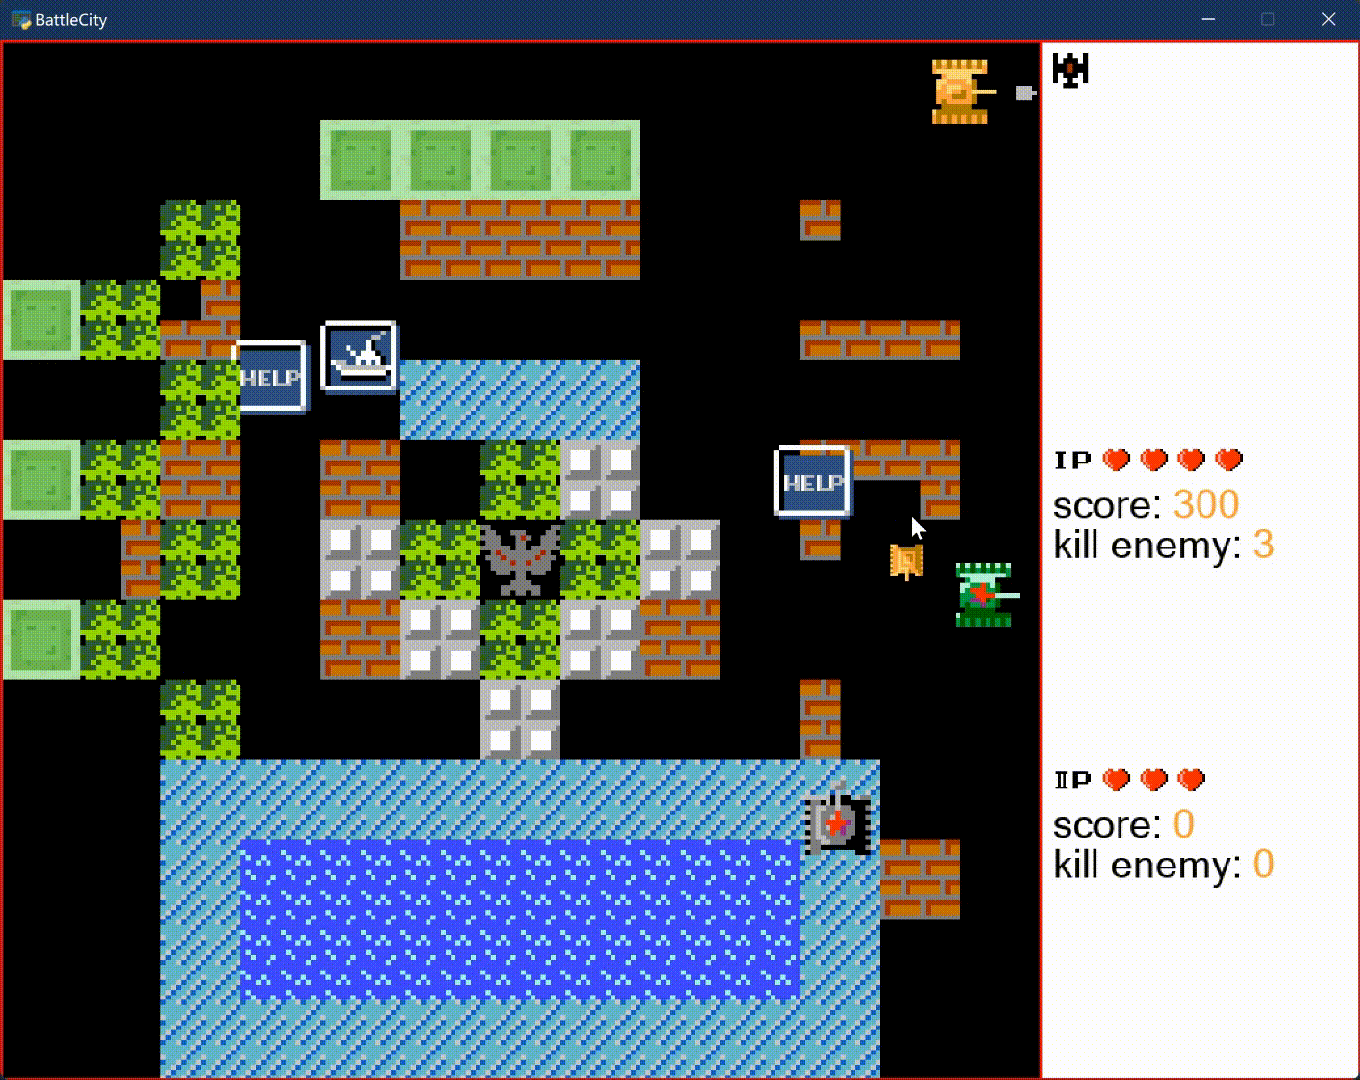 BattleCity
HELP
HELP
IP
score: 300
kill enemy: 3
IIP
score: 0
kill enemy: 0